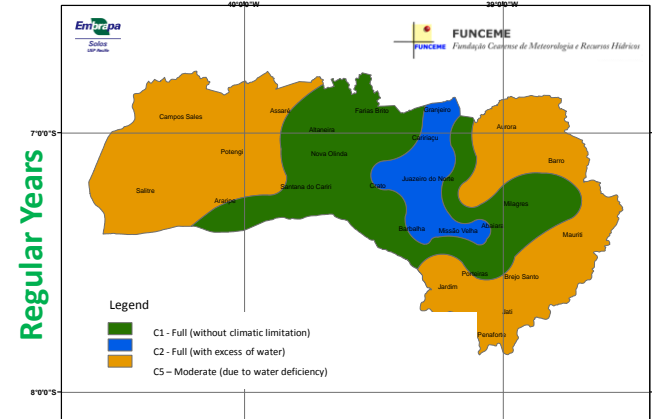 40°0'0"W
39°0'0"W
Embrapa
Solos
UEP Recife
FUNCEME
FUNCEME
Fundação Cearense de Meteorologia e Recursos Hídricos
Regular Years
7°0'0"S
8°0'0"S
Campos Sales
Assaré
Farias Brito
Granjeiro
Altaneira
Caririaçu
Aurora
Potengi
Nova Olinda
Barro
Salitre
Santana do Cariri
Crato
Juazeiro do Norte
Araripe
Milagres
Barbalha
Missão Velha
Abaiara
Mauriti
Jardim
Porteiras
Brejo Santo
Jati
Penaforte
Legend
C1 - Full (without climatic limitation)
C2 - Full (with excess of water)
C5 – Moderate (due to water deficiency)